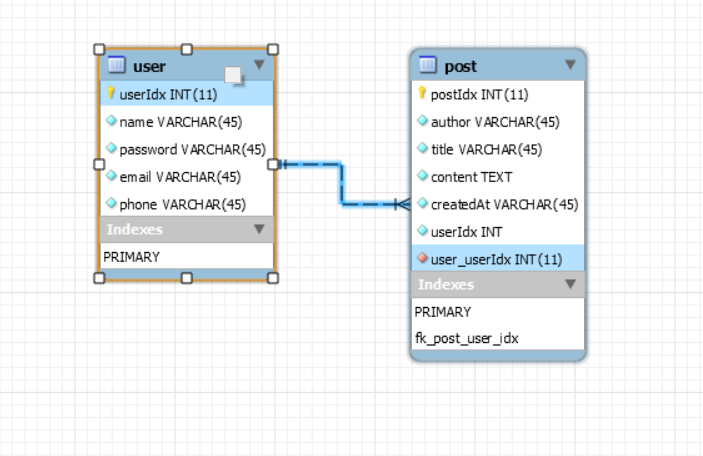 user
userIdx INT(11)
name VARCHAR(45)
password VARCHAR(45)
email VARCHAR(45)
phone VARCHAR(45)
Indexes
PRIMARY
post
postIdx INT(11)
author VARCHAR(45)
title VARCHAR(45)
content TEXT
createdAt VARCHAR(45)
userIdx INT
user_userIdx INT(11)
Indexes
PRIMARY
fk_post_user_idx